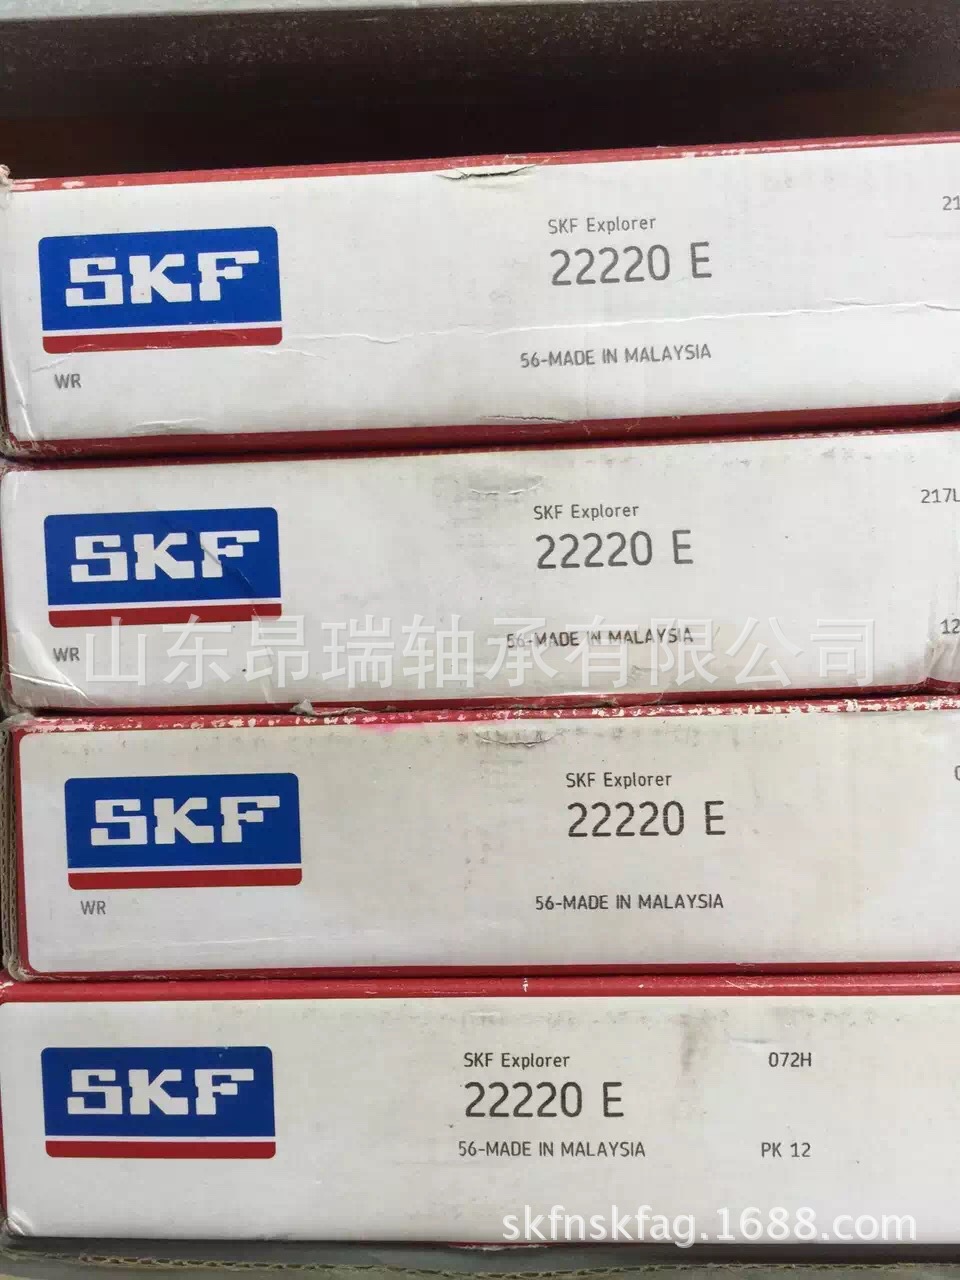 SKF
SKF Explorer
22220 E
56-MADE IN MALAYSIA
WR
SKF
SKF Explorer
22220 E
217L
56-MADE IN MALAYSIA
12
WR
山东昂瑞轴承有限公司
SKF
SKF Explorer
22220 E
56-MADE IN MALAYSIA
WR
SKF
SKF Explorer
072H
22220 E
56-MADE IN MALAYSIA
PK 12
skfnskfag.1688.com